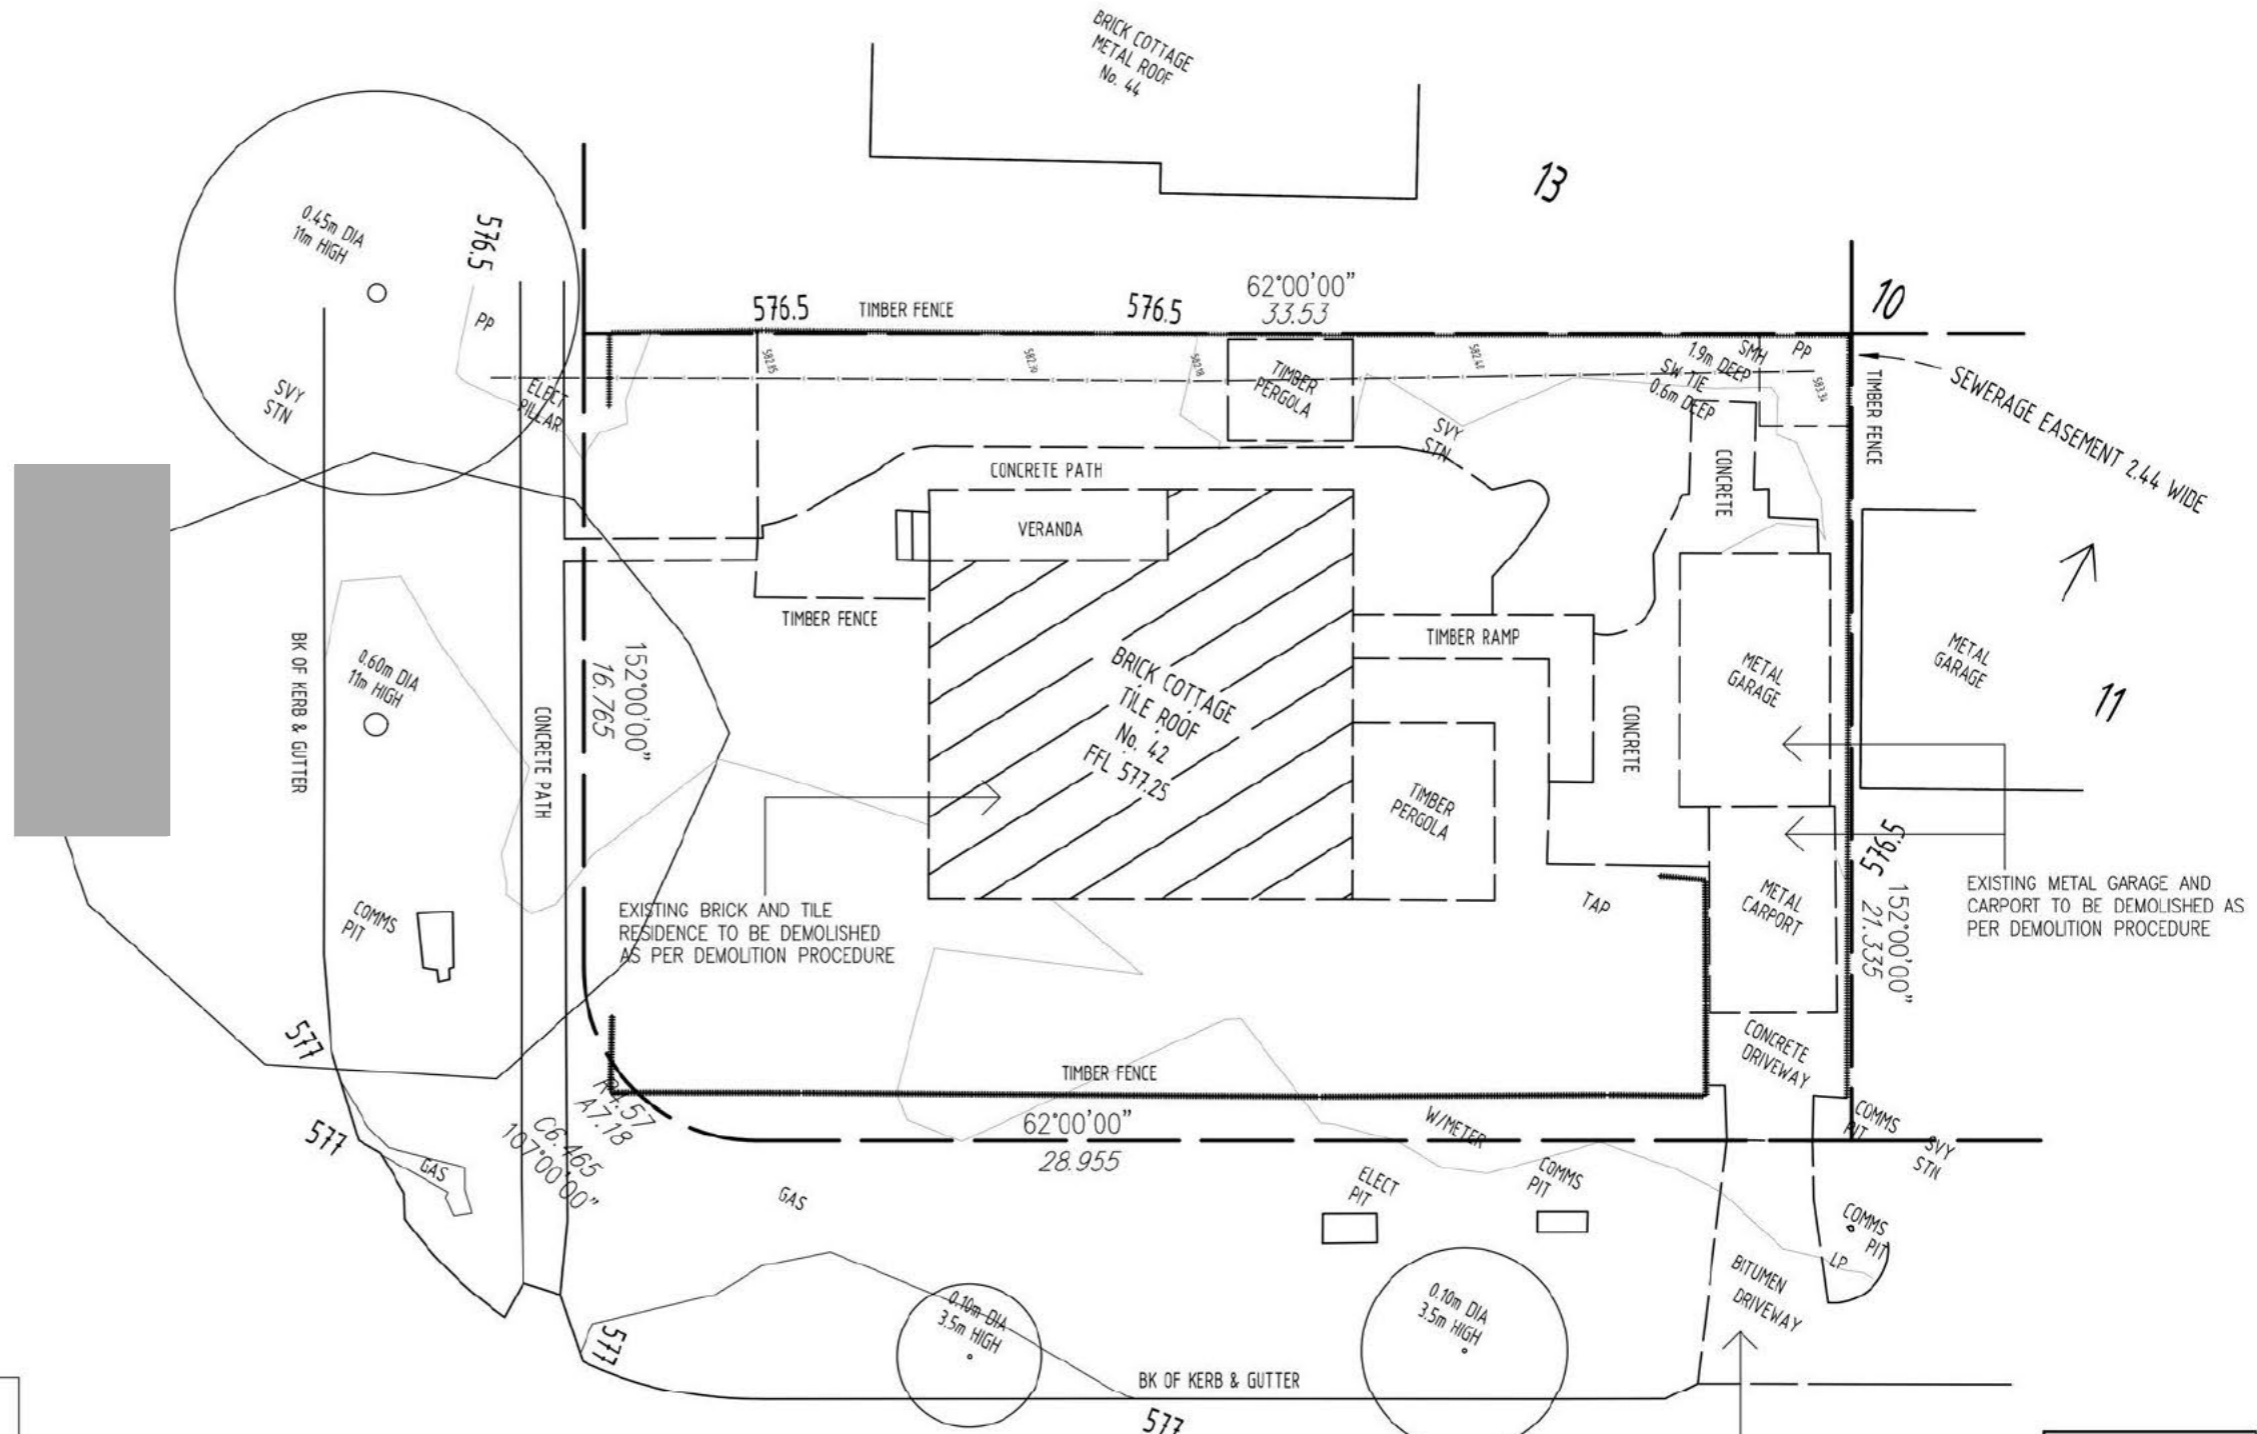 BRICK COTTAGE
METAL ROOF
No. 44
13
0.45m DIA
11m HIGH
576.5
PP
SVY
STN
ELECT
PILLAR
576.5
TIMBER FENCE
576.5
62°00'00"
33.53
10
582.40
TIMBER
PERGOLA
SVY
STN
SMH
1.9m DEEP
PP
SW TIE
0.6m DEEP
TIMBER FENCE
SEWERAGE EASEMENT 2.44 WIDE
CONCRETE PATH
VERANDA
CONCRETE
TIMBER FENCE
TIMBER RAMP
BK OF KERB & GUTTER
0.60m DIA
11m HIGH
CONCRETE PATH
152°00'00"
16.765
BRICK COTTAGE
TILE ROOF
No. 42
FFL 577.25
METAL
GARAGE
METAL
GARAGE
11
CONCRETE
TIMBER
PERGOLA
576.5
COMMS
PIT
EXISTING BRICK AND TILE
RESIDENCE TO BE DEMOLISHED
AS PER DEMOLITION PROCEDURE
TAP
METAL
CARPORT
152°00'00"
21.335
EXISTING METAL GARAGE AND
CARPORT TO BE DEMOLISHED AS
PER DEMOLITION PROCEDURE
577
TIMBER FENCE
CONCRETE
DRIVEWAY
577
R4.57
A7.18
C6.465
107°00'00"
62°00'00"
28.955
W/METER
COMMS
PIT
SVY
STN
GAS
GAS
ELECT
PIT
COMMS
PIT
COMMS
PIT
LP
BITUMEN
DRIVEWAY
0.10m DIA
3.5m HIGH
0.10m DIA
3.5m HIGH
577
BK OF KERB & GUTTER
577